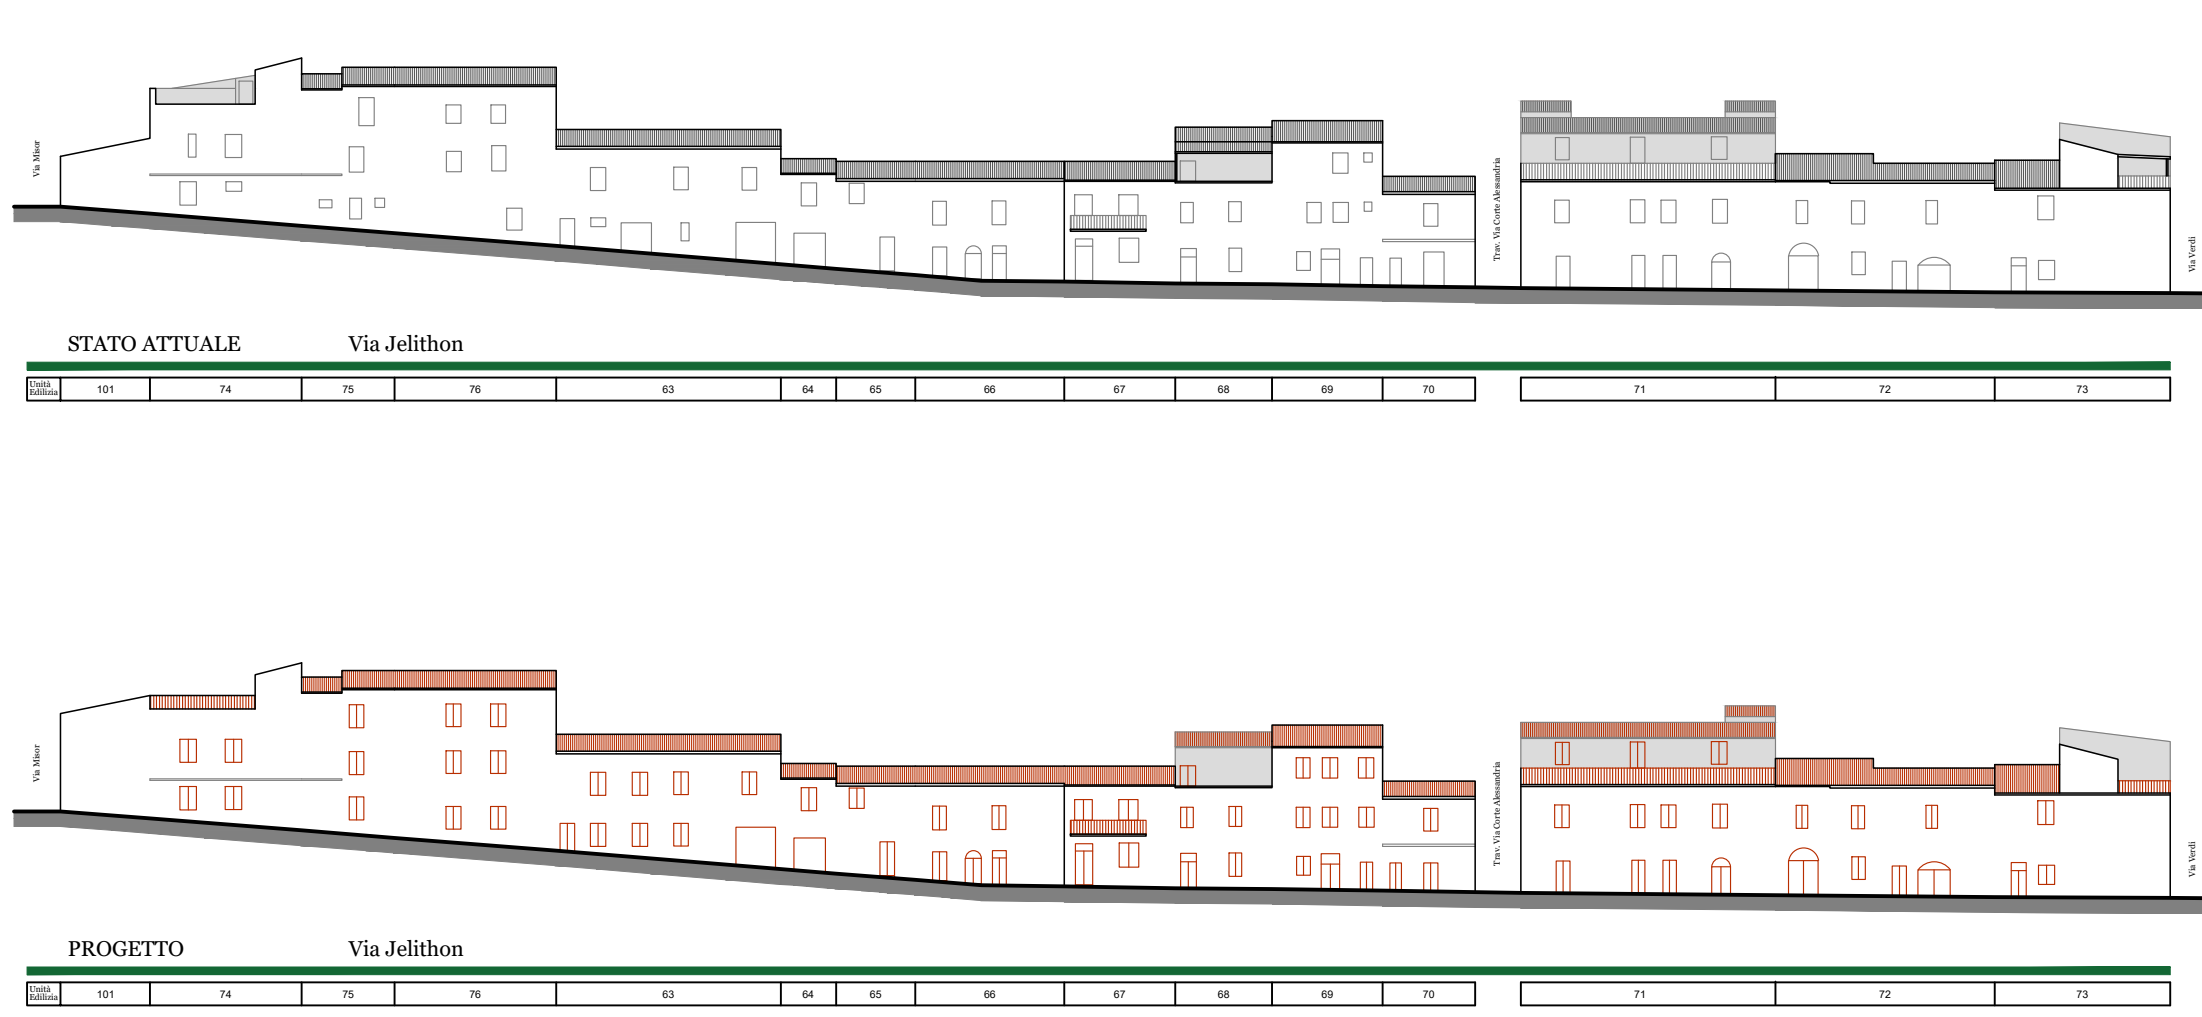 Via Misor
Trav. Via Corte Alessandria
Via Verdi
STATO ATTUALE Via Jelithon
Unità
Edilizia 101 74 75 76 63 64 65 66 67 68 69 70 71 72 73
Via Misor
Trav. Via Corte Alessandria
Via Verdi
PROGETTO Via Jelithon
Unità
Edilizia 101 74 75 76 63 64 65 66 67 68 69 70 71 72 73